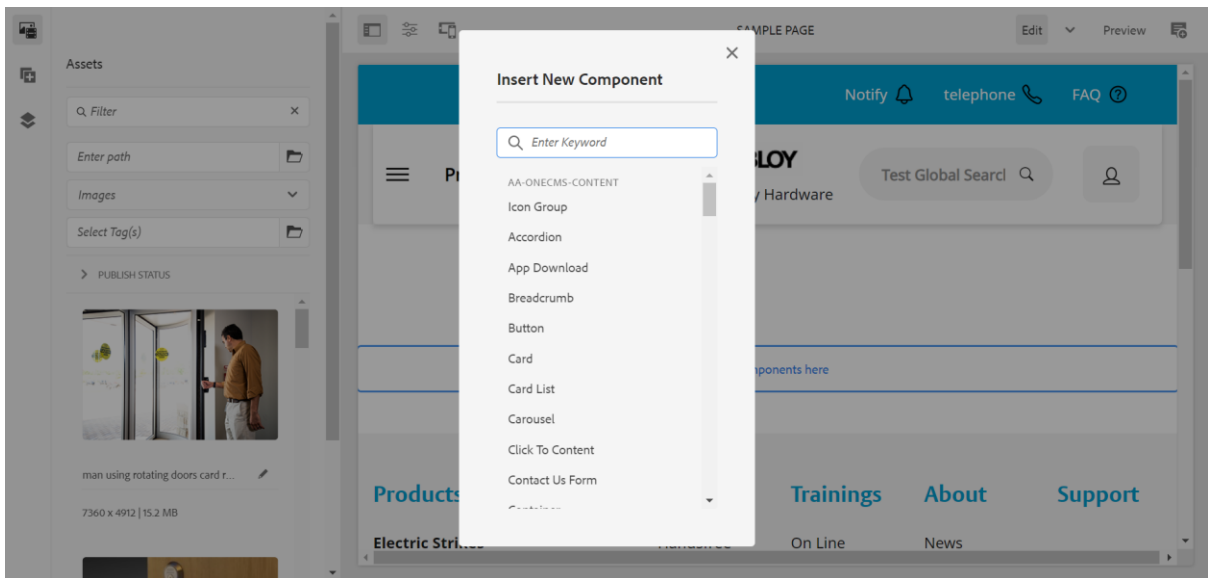 SAMPLE PAGE
Edit
Preview
Assets
Filter
Enter path
Images
Select Tag(s)
PUBLISH STATUS
man using rotating doors card r...
7360 x 4912 | 15.2 MB
Insert New Component
Enter Keyword
AA-ONECMS-CONTENT
Icon Group
Accordion
App Download
Breadcrumb
Button
Card
Card List
Carousel
Click To Content
Contact Us Form
Container
Notify
telephone
FAQ
LOY
y Hardware
Test Global Searcl
mponents here
Products
Trainings
About
Support
Electric Strikes
On Line
News